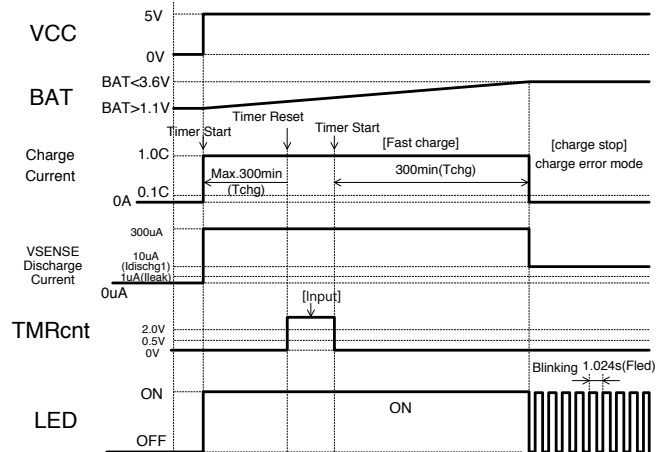 5V
VCC
0V
BAT<3.6V
BAT
BAT>1.1V
Timer Reset
Timer Start
Timer Start
[Fast charge]
[charge stop]
charge error mode
Charge
Current
1.0C
Max.300min
(Tchg)
300min(Tchg)
0.1C
0A
300uA
VSENSE
Discharge
Current
10uA
(Idischg1)
1uA(Ileak)
0uA
[Input]
TMRcnt
2.0V
0.5V
0V
Blinking 1.024s(Fled)
ON
ON
LED
OFF